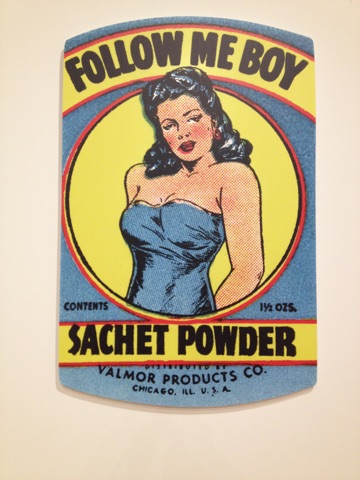 FOLLOW ME BOY
CONTENTS 1½ OZS.
SACHET POWDER
DISTRIBUTED BY
VALMOR PRODUCTS CO.
CHICAGO, ILL. U. S. A.